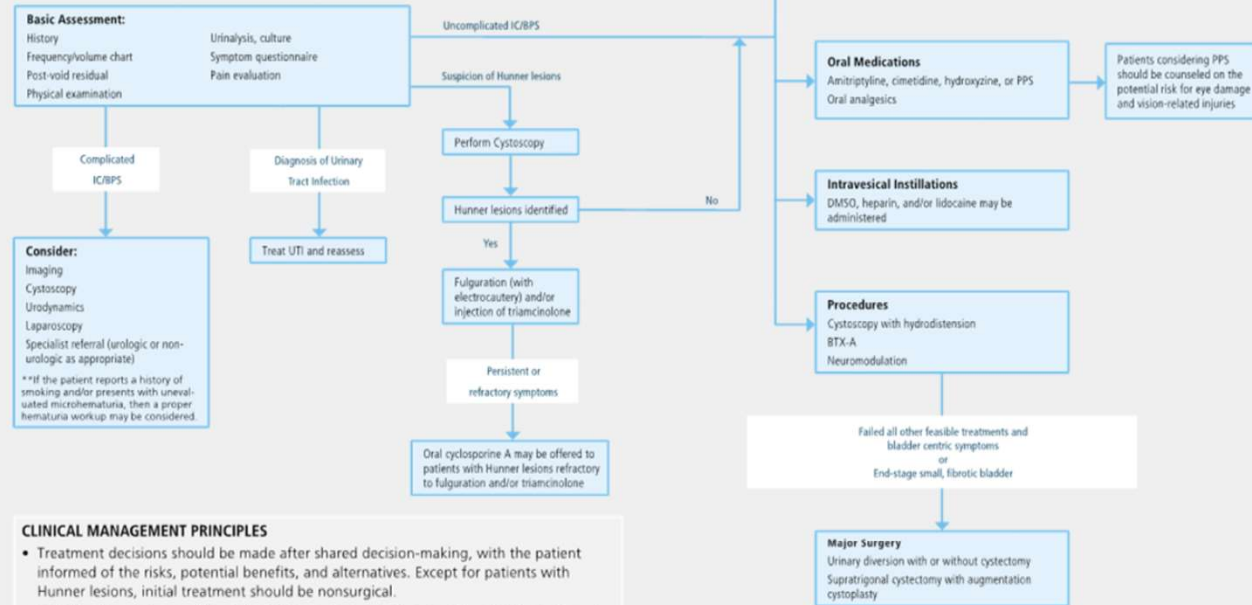 Basic Assessment:
History
Frequency/volume chart
Post-void residual
Physical examination
Urinalysis, culture
Symptom questionnaire
Pain evaluation
Uncomplicated IC/BPS
Suspicion of Hunner lesions
Complicated
IC/BPS
Diagnosis of Urinary
Tract Infection
Perform Cystoscopy
Hunner lesions identified
No
Yes
Consider:
Imaging
Cystoscopy
Urodynamics
Laparoscopy
Specialist referral (urologic or non-
urologic as appropriate)
**If the patient reports a history of
smoking and/or presents with uneval-
uated microhematuria, then a proper
hematuria workup may be considered.
Treat UTI and reassess
Fulguration (with
electrocautery) and/or
injection of triamcinolone
Persistent or
refractory symptoms
Oral cyclosporine A may be offered to
patients with Hunner lesions refractory
to fulguration and/or triamcinolone
Oral Medications
Amitriptyline, cimetidine, hydroxyzine, or PPS
Oral analgesics
Patients considering PPS
should be counseled on the
potential risk for eye damage
and vision-related injuries
Intravesical Instillations
DMSO, heparin, and/or lidocaine may be
administered
Procedures
Cystoscopy with hydrodistension
BTX-A
Neuromodulation
Failed all other feasible treatments and
bladder centric symptoms
or
End-stage small, fibrotic bladder
Major Surgery
Urinary diversion with or without cystectomy
Supratrigonal cystectomy with augmentation
cystoplasty
CLINICAL MANAGEMENT PRINCIPLES
• Treatment decisions should be made after shared decision-making, with the patient
informed of the risks, potential benefits, and alternatives. Except for patients with
Hunner lesions, initial treatment should be nonsurgical.